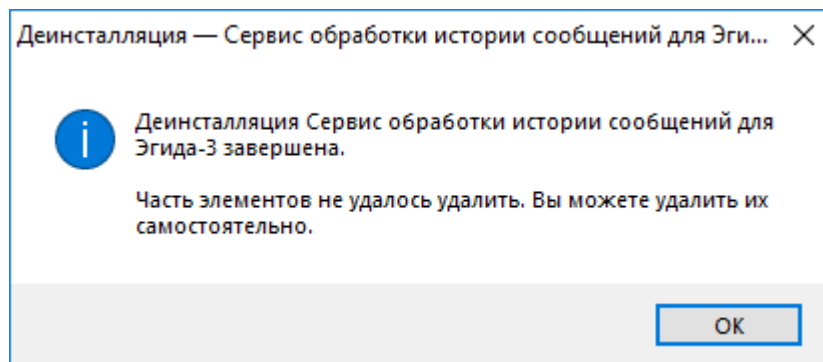 Деинсталляция — Сервис обработки истории сообщений для Эги...
Деинсталляция Сервис обработки истории сообщений для
Эгида-3 завершена.
Часть элементов не удалось удалить. Вы можете удалить их
самостоятельно.
ОК